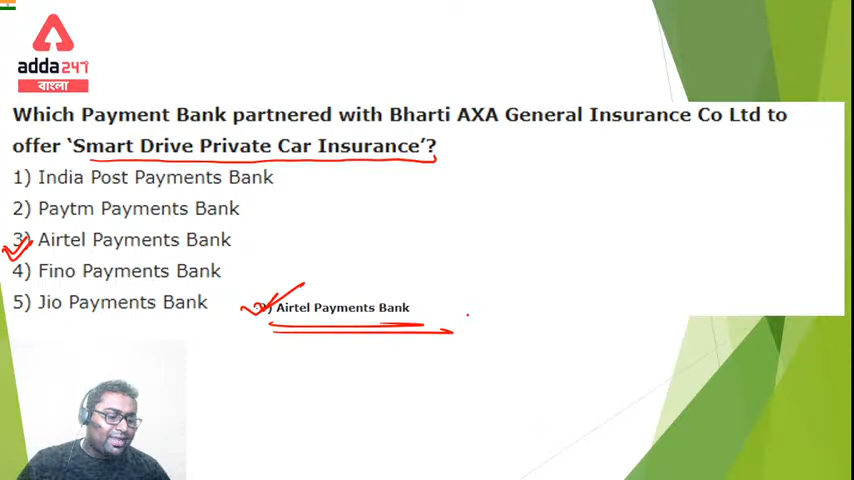 adda247
বাংলা
Which Payment Bank partnered with Bharti AXA General Insurance Co Ltd to
offer ‘Smart Drive Private Car Insurance’?
1) India Post Payments Bank
2) Paytm Payments Bank
3) Airtel Payments Bank
4) Fino Payments Bank
5) Jio Payments Bank
3) Airtel Payments Bank